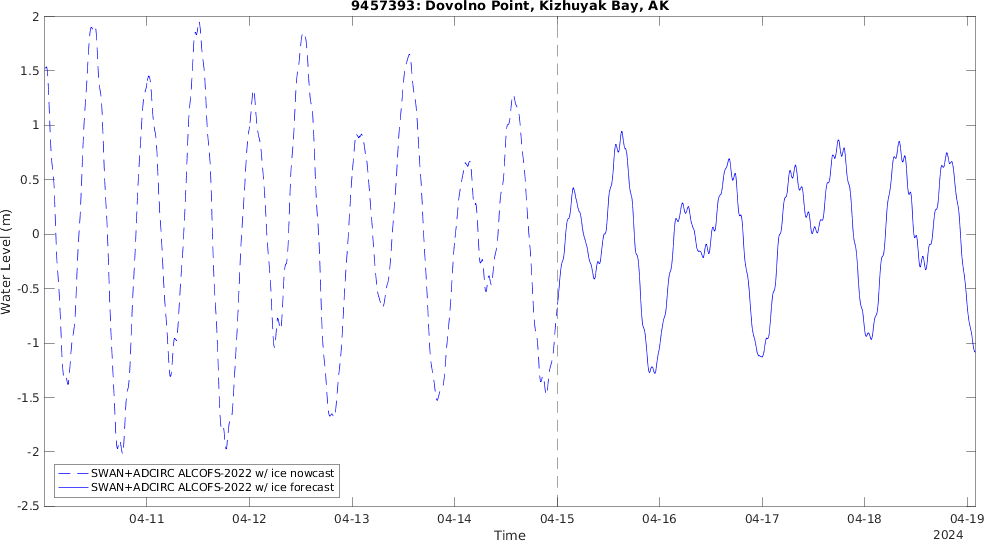 9457393: Dovolno Point, Kizhuyak Bay, AK
2
1.5
1
0.5
0
-0.5
-1
-1.5
-2
-2.5
Water Level (m)
SWAN+ADCIRC ALCOFS-2022 w/ ice nowcast
SWAN+ADCIRC ALCOFS-2022 w/ ice forecast
04-11 04-12 04-13 04-14 04-15 04-16 04-17 04-18 04-19
Time
2024